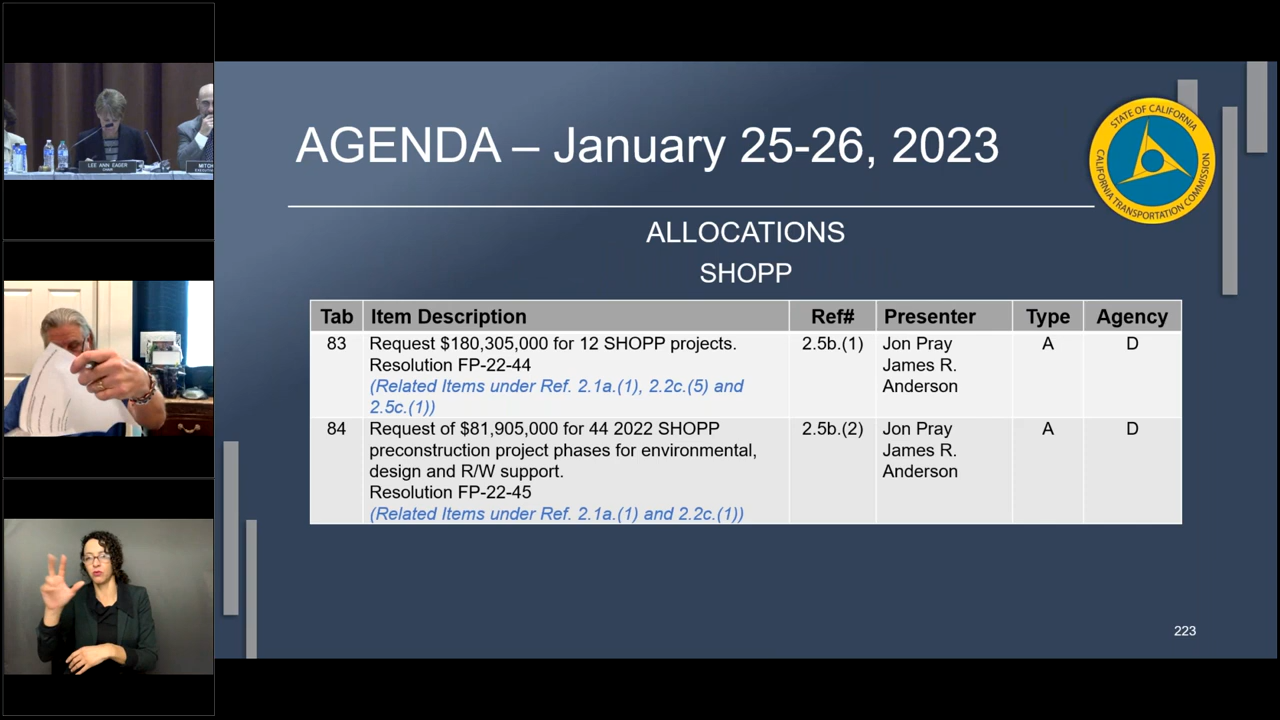 LEE ANN EAGER
CHAIR
MITCH
AGENDA – January 25-26, 2023
STATE OF CALIFORNIA
CALIFORNIA TRANSPORTATION COMMISSION
ALLOCATIONS
SHOPP
Tab Item Description Ref# Presenter Type Agency
83 Request $180,305,000 for 12 SHOPP projects. 2.5b.(1) Jon Pray A D
Resolution FP-22-44 James R.
(Related Items under Ref. 2.1a.(1), 2.2c.(5) and Anderson
2.5c.(1))
84 Request of $81,905,000 for 44 2022 SHOPP 2.5b.(2) Jon Pray A D
preconstruction project phases for environmental, James R.
design and R/W support. Anderson
Resolution FP-22-45
(Related Items under Ref. 2.1a.(1) and 2.2c.(1))
223